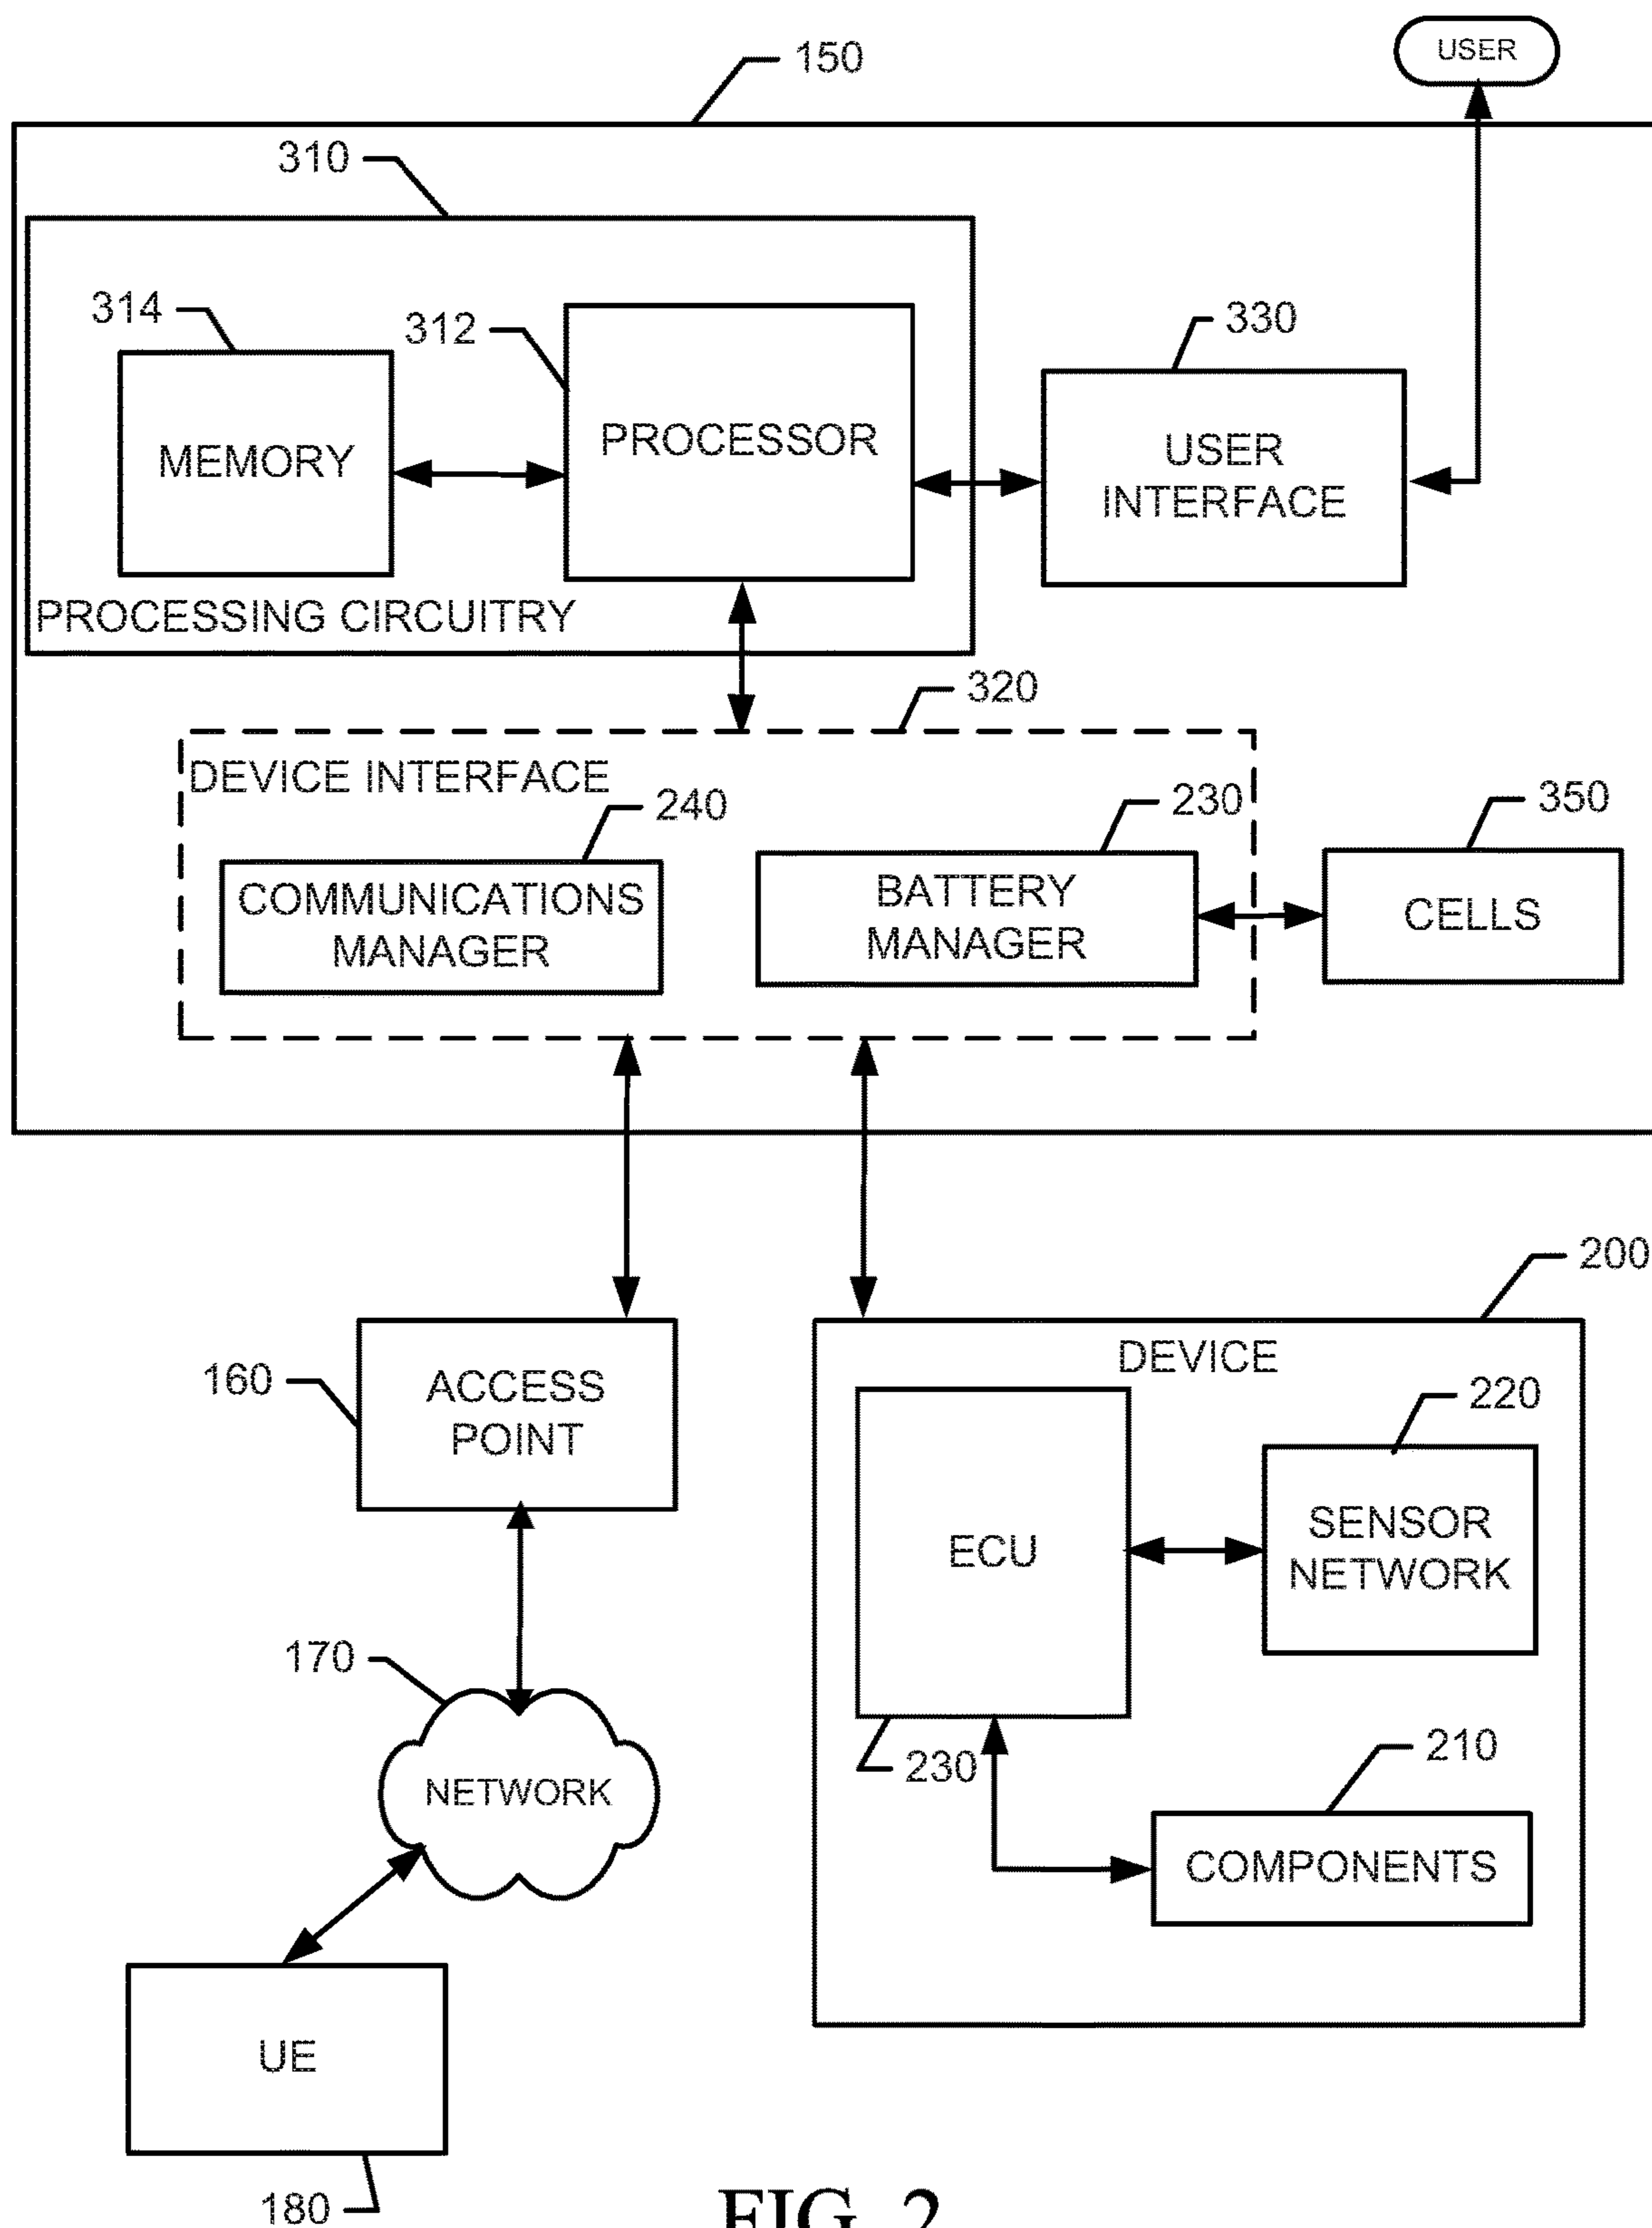 USER
150
310
314
312
330
MEMORY
PROCESSOR
USER
INTERFACE
PROCESSING CIRCUITRY
320
DEVICE INTERFACE
240
230
350
COMMUNICATIONS
MANAGER
BATTERY
MANAGER
CELLS
200
160
ACCESS
POINT
DEVICE
220
ECU
SENSOR
NETWORK
170
230
210
NETWORK
COMPONENTS
UE
180
FIG. 2